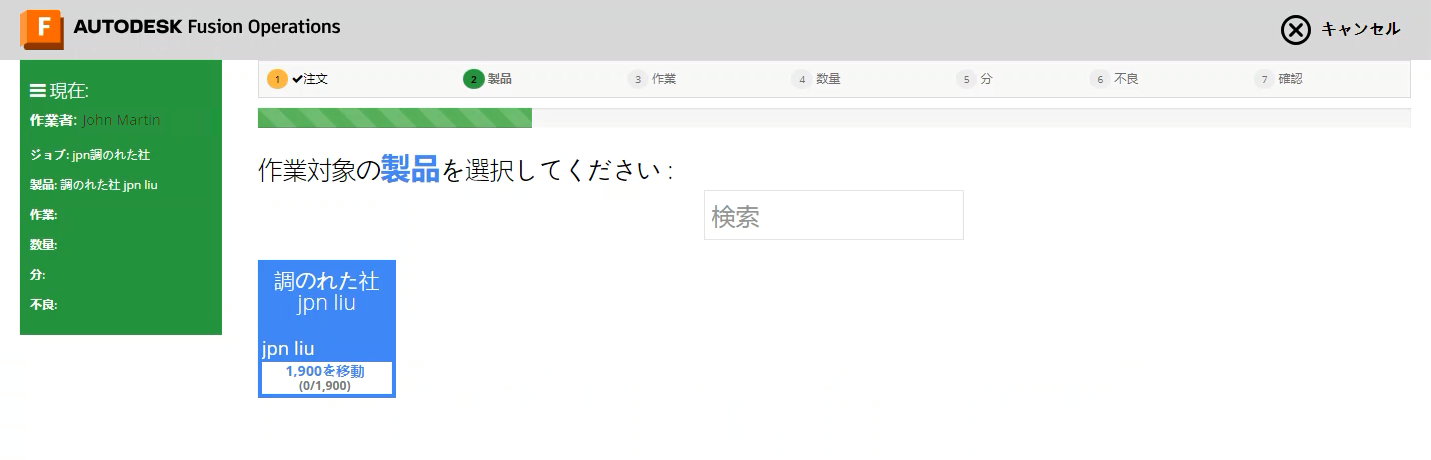 F AUTODESK Fusion Operations
キャンセル
現在:
作業者: John Martin
ジョブ: jpn調のれた社
製品: 調のれた社 jpn liu
作業:
数量:
分:
不良:
1 注文
2 製品
3 作業
4 数量
5 分
6 不良
7 確認
作業対象の製品を選択してください :
検索
調のれた社
jpn liu
jpn liu
1,900を移動
(0/1,900)